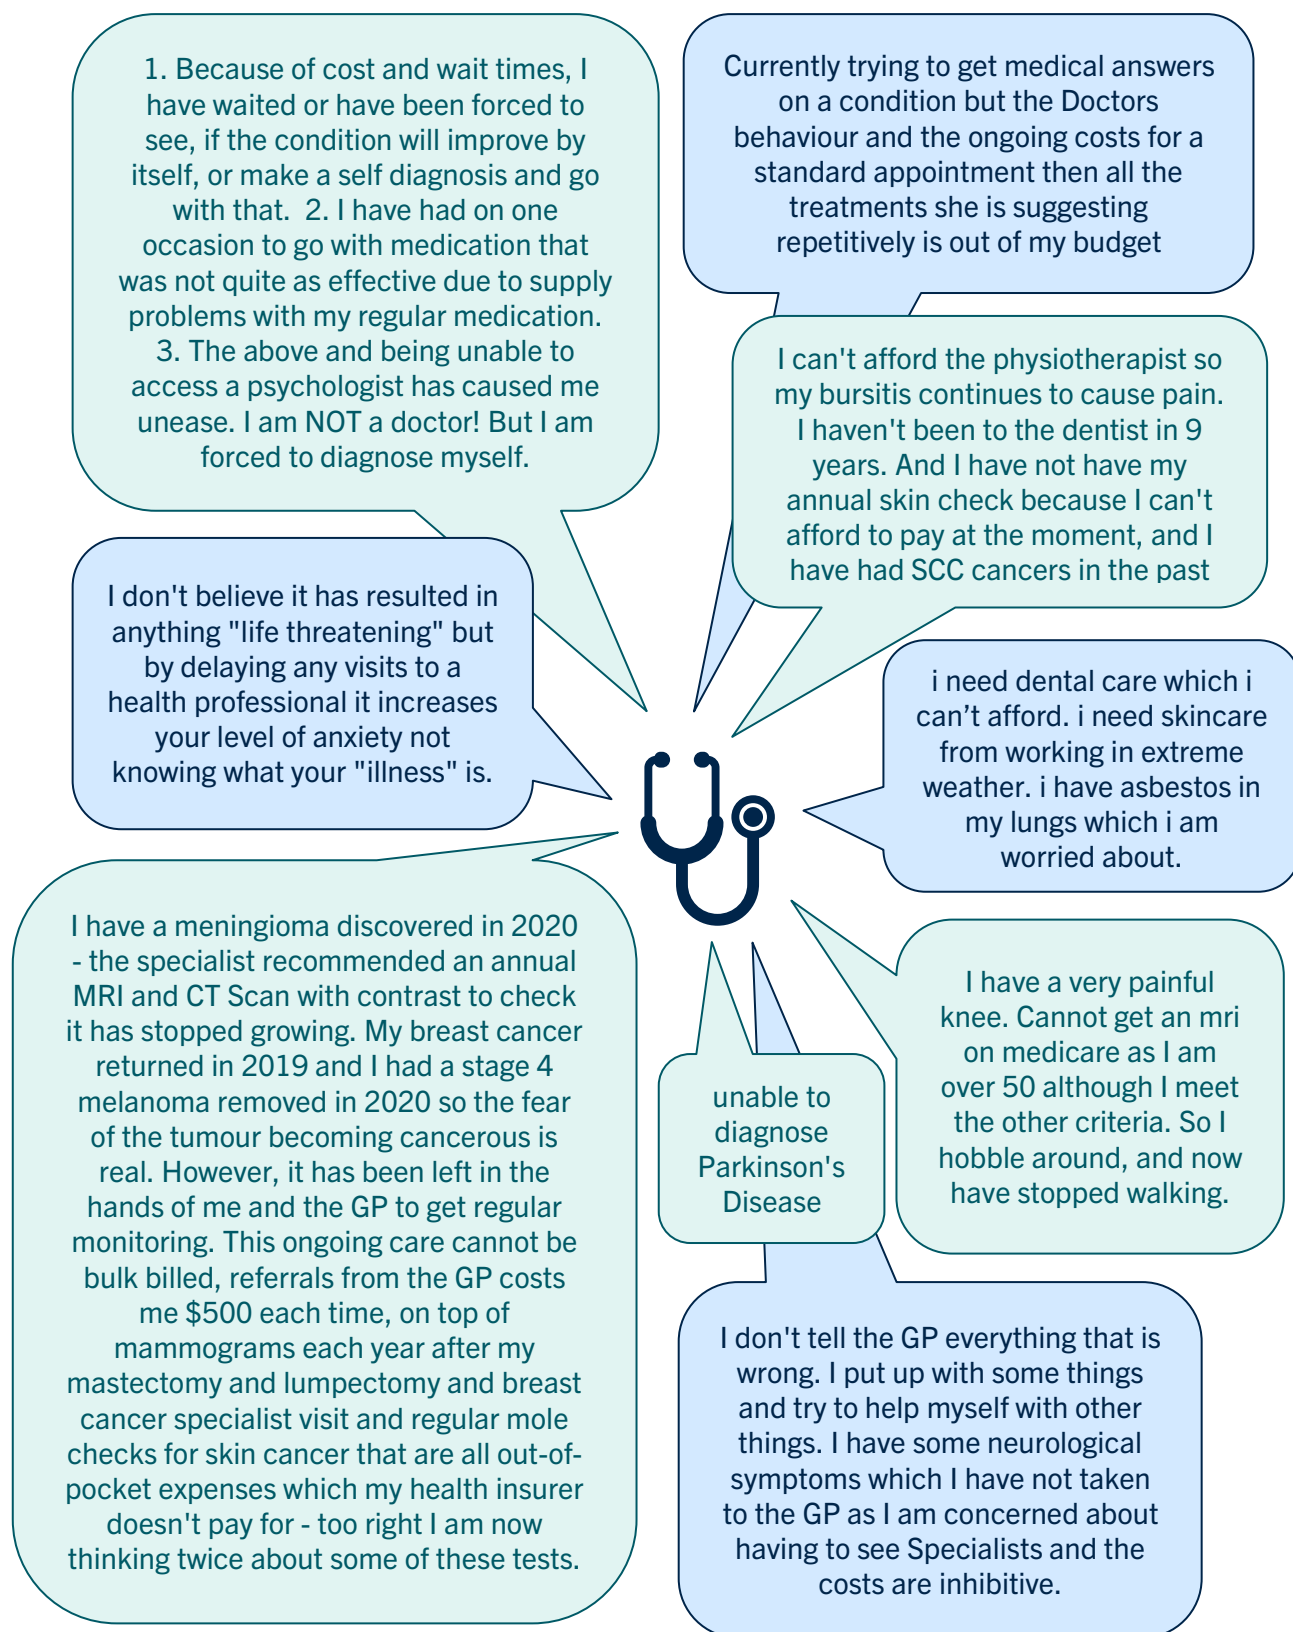 1. Because of cost and wait times, I
have waited or have been forced to
see, if the condition will improve by
itself, or make a self diagnosis and go
with that.  2. I have had on one
occasion to go with medication that
was not quite as effective due to supply
problems with my regular medication.
3. The above and being unable to
access a psychologist has caused me
unease. I am NOT a doctor! But I am
forced to diagnose myself.
Currently trying to get medical answers
on a condition but the Doctors
behaviour and the ongoing costs for a
standard appointment then all the
treatments she is suggesting
repetitively is out of my budget
I can't afford the physiotherapist so
my bursitis continues to cause pain.
I haven't been to the dentist in 9
years. And I have not have my
annual skin check because I can't
afford to pay at the moment, and I
have had SCC cancers in the past
I don't believe it has resulted in
anything "life threatening" but
by delaying any visits to a
health professional it increases
your level of anxiety not
knowing what your "illness" is.
i need dental care which i
can’t afford. i need skincare
from working in extreme
weather. i have asbestos in
my lungs which i am
worried about.
I have a meningioma discovered in 2020
- the specialist recommended an annual
MRI and CT Scan with contrast to check
it has stopped growing. My breast cancer
returned in 2019 and I had a stage 4
melanoma removed in 2020 so the fear
of the tumour becoming cancerous is
real. However, it has been left in the
hands of me and the GP to get regular
monitoring. This ongoing care cannot be
bulk billed, referrals from the GP costs
me $500 each time, on top of
mammograms each year after my
mastectomy and lumpectomy and breast
cancer specialist visit and regular mole
checks for skin cancer that are all out-of-
pocket expenses which my health insurer
doesn't pay for - too right I am now
thinking twice about some of these tests.
I have a very painful
knee. Cannot get an mri
on medicare as I am
over 50 although I meet
the other criteria. So I
hobble around, and now
have stopped walking.
unable to
diagnose
Parkinson's
Disease
I don't tell the GP everything that is
wrong. I put up with some things
and try to help myself with other
things. I have some neurological
symptoms which I have not taken
to the GP as I am concerned about
having to see Specialists and the
costs are inhibitive.